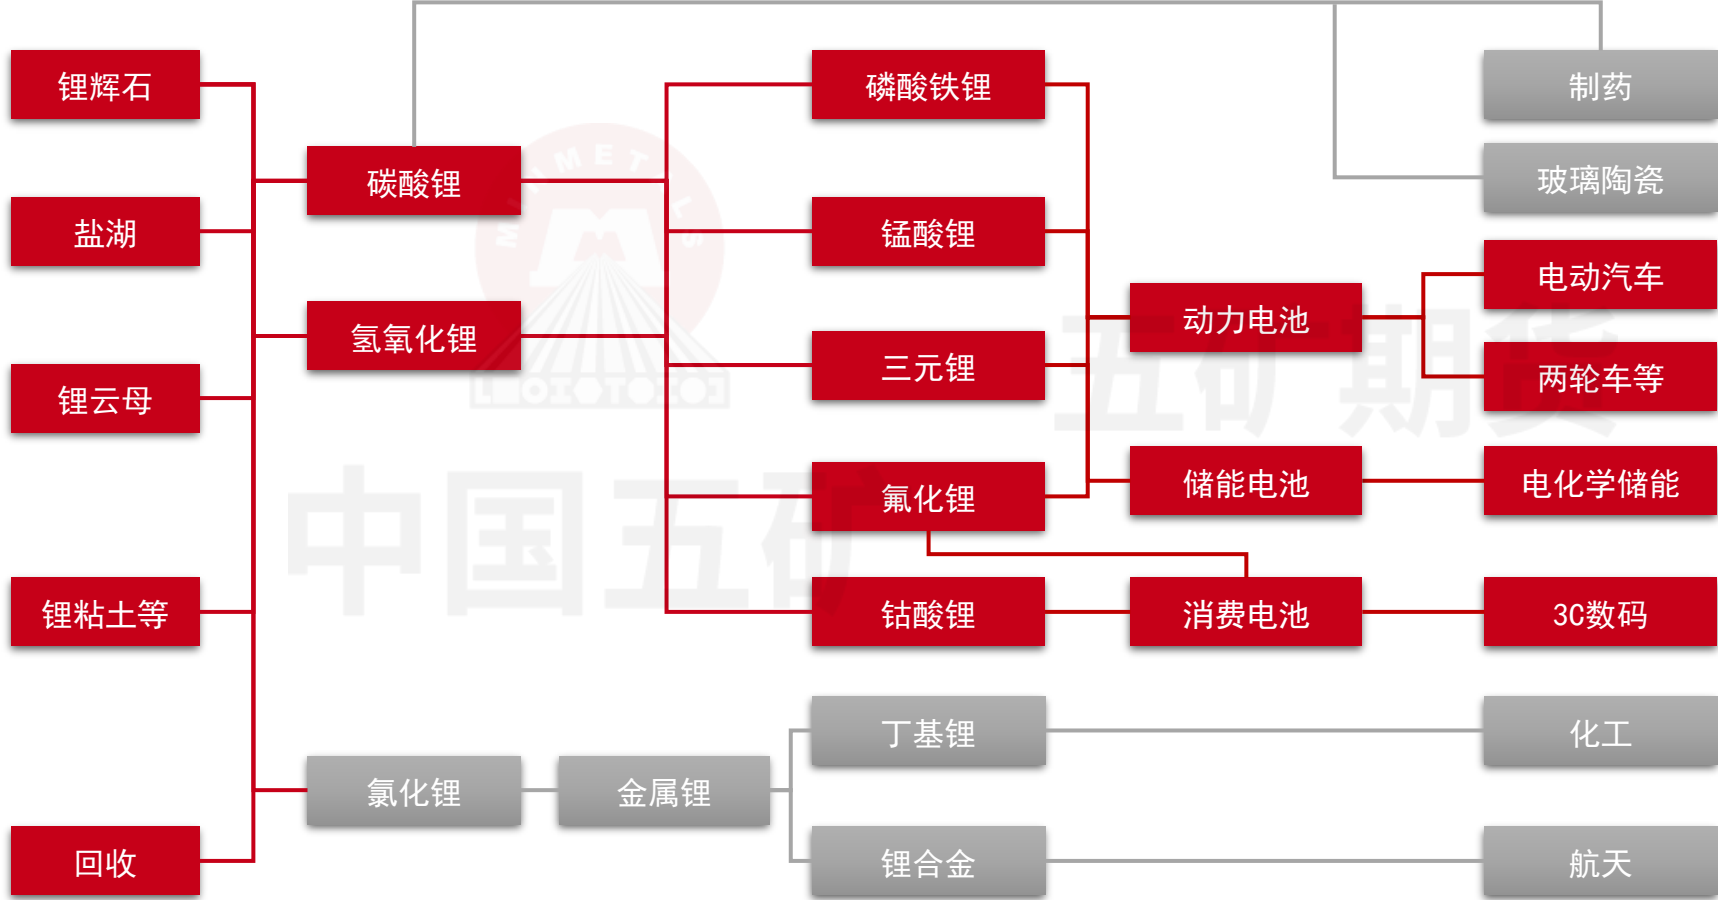 锂辉石
盐湖
锂云母
锂粘土等
回收
碳酸锂
氢氧化锂
氯化锂
金属锂
磷酸铁锂
锰酸锂
三元锂
氟化锂
钴酸锂
丁基锂
锂合金
动力电池
储能电池
消费电池
制药
玻璃陶瓷
电动汽车
两轮车等
电化学储能
3C数码
化工
航天
MINMETALS
中国五矿
五矿期货